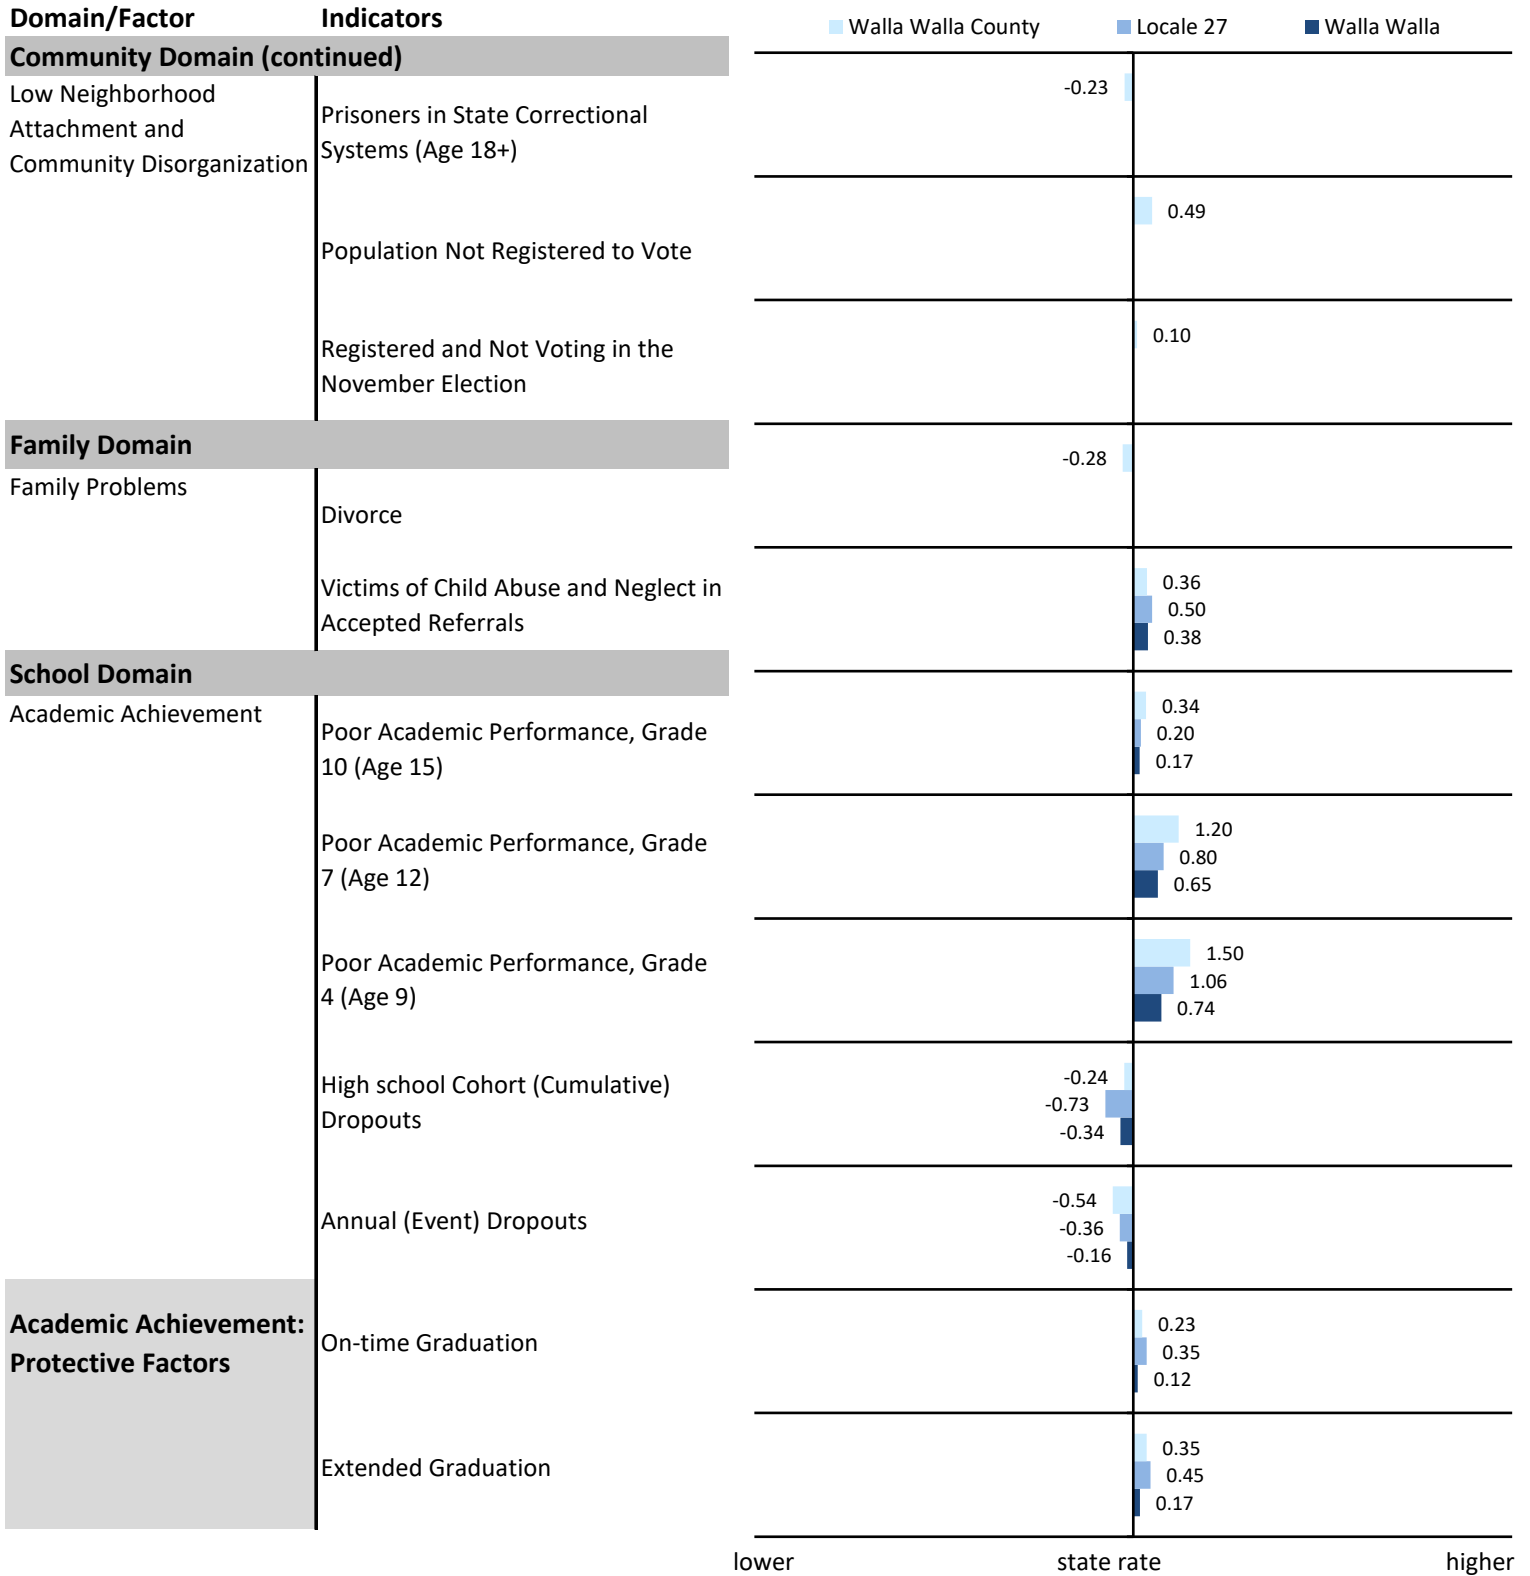 Domain/Factor Indicators
Walla Walla County Locale 27 Walla Walla
Community Domain (continued)
Low Neighborhood
Attachment and
Community Disorganization
Prisoners in State Correctional
Systems (Age 18+)
-0.23
Population Not Registered to Vote
0.49
Registered and Not Voting in the
November Election
0.10
Family Domain
Family Problems
Divorce
-0.28
Victims of Child Abuse and Neglect in
Accepted Referrals
0.36
0.50
0.38
School Domain
Academic Achievement
Poor Academic Performance, Grade
10 (Age 15)
0.34
0.20
0.17
Poor Academic Performance, Grade
7 (Age 12)
1.20
0.80
0.65
Poor Academic Performance, Grade
4 (Age 9)
1.50
1.06
0.74
High school Cohort (Cumulative)
Dropouts
-0.24
-0.73
-0.34
Annual (Event) Dropouts
-0.54
-0.36
-0.16
Academic Achievement:
Protective Factors
On-time Graduation
0.23
0.35
0.12
Extended Graduation
0.35
0.45
0.17
lower state rate higher